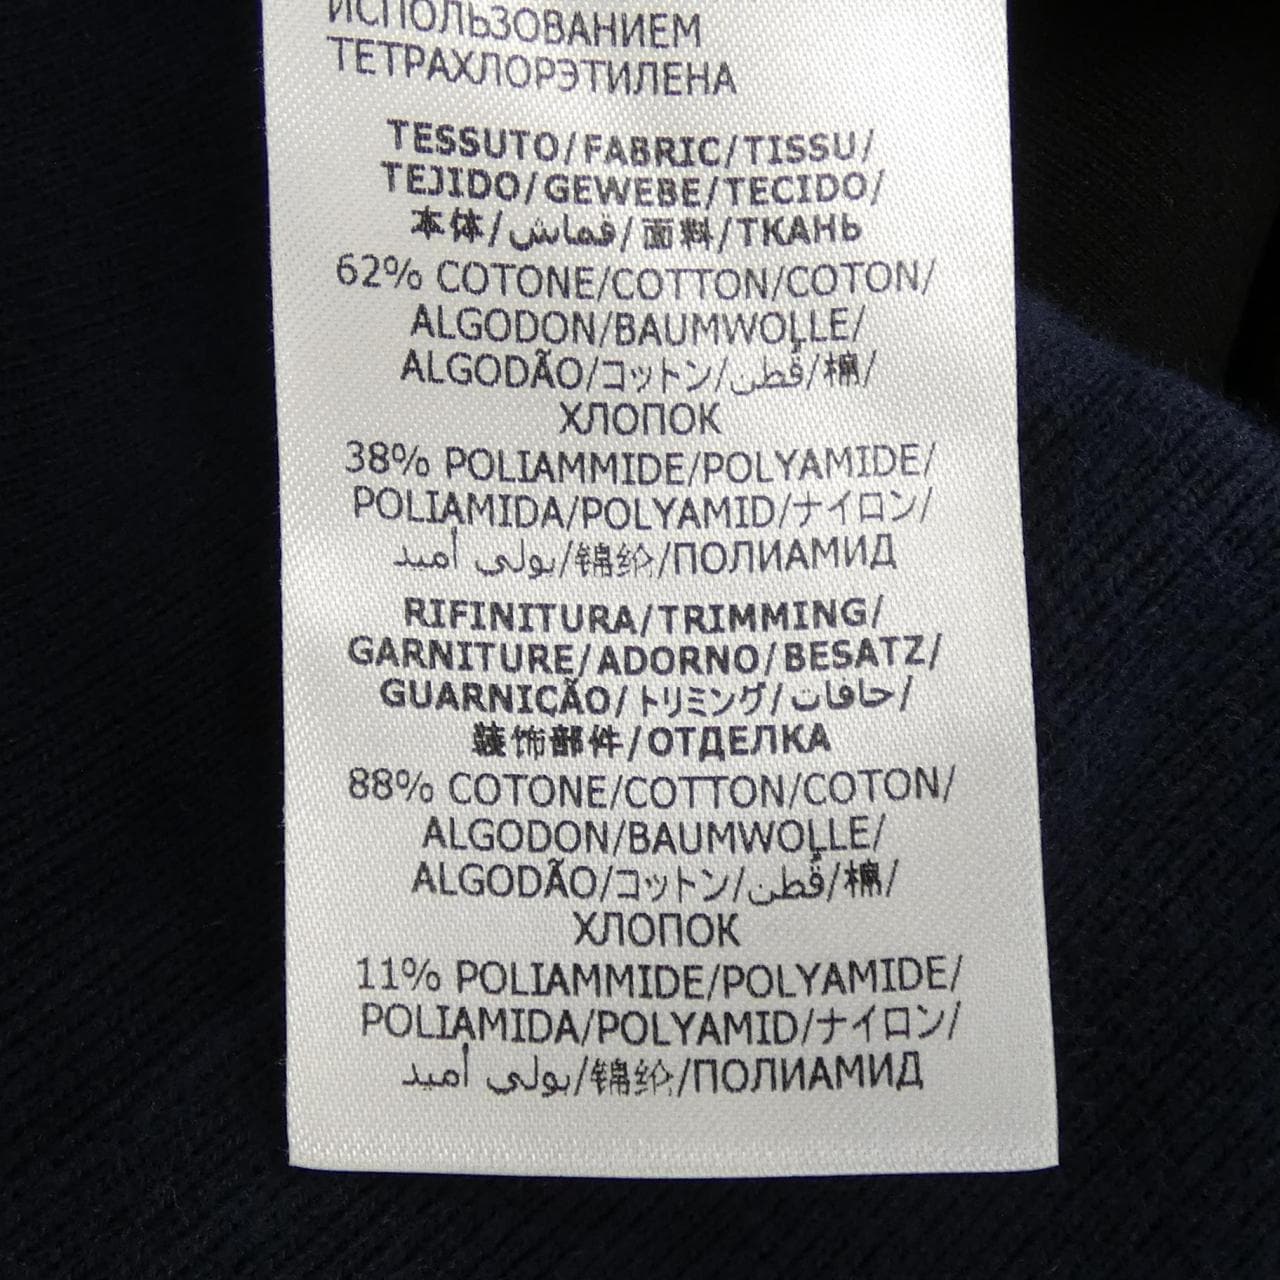 ИСПОЛЬЗОВАНИЕМ
ТЕТРАХЛОРЭТИЛЕНА
TESSUTO/FABRIC/TISSU/
TEJIDO/GEWEBE/TECIDO/
本体/قماش/面料/ТКАНЬ
62% COTONE/COTTON/COTON/
ALGODON/BAUMWOLLE/
ALGODÃO/コットン/قُطن/棉/
ХЛОПОК
38% POLIAMMIDE/POLYAMIDE/
POLIAMIDA/POLYAMID/ナイロン/
بولي أميد/锦纶/ПОЛИАМИД
RIFINITURA/TRIMMING/
GARNITURE/ADORNO/BESATZ/
GUARNIÇÃO/トリミング/حافات/
装饰部件/ОТДЕЛКА
88% COTONE/COTTON/COTON/
ALGODON/BAUMWOLLE/
ALGODÃO/コットン/قُطن/棉/
ХЛОПОК
11% POLIAMMIDE/POLYAMIDE/
POLIAMIDA/POLYAMID/ナイロン/
بولي أميد/锦纶/ПОЛИАМИД